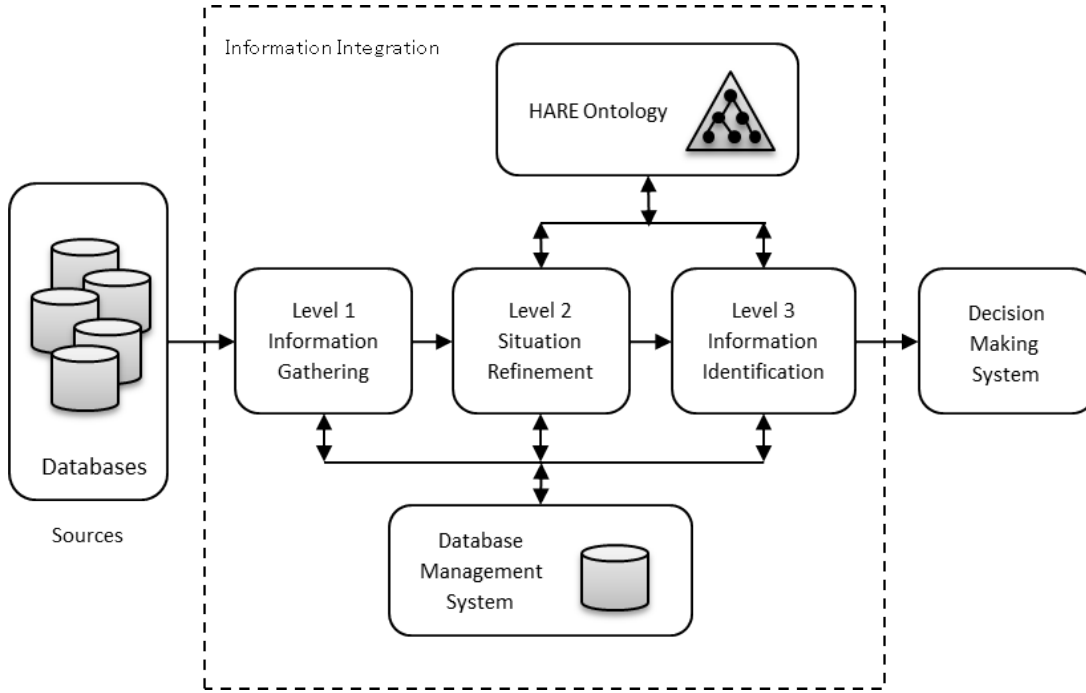 Information Integration
HARE Ontology
Databases
Sources
Level 1
Information
Gathering
Level 2
Situation
Refinement
Level 3
Information
Identification
Decision
Making
System
Database
Management
System